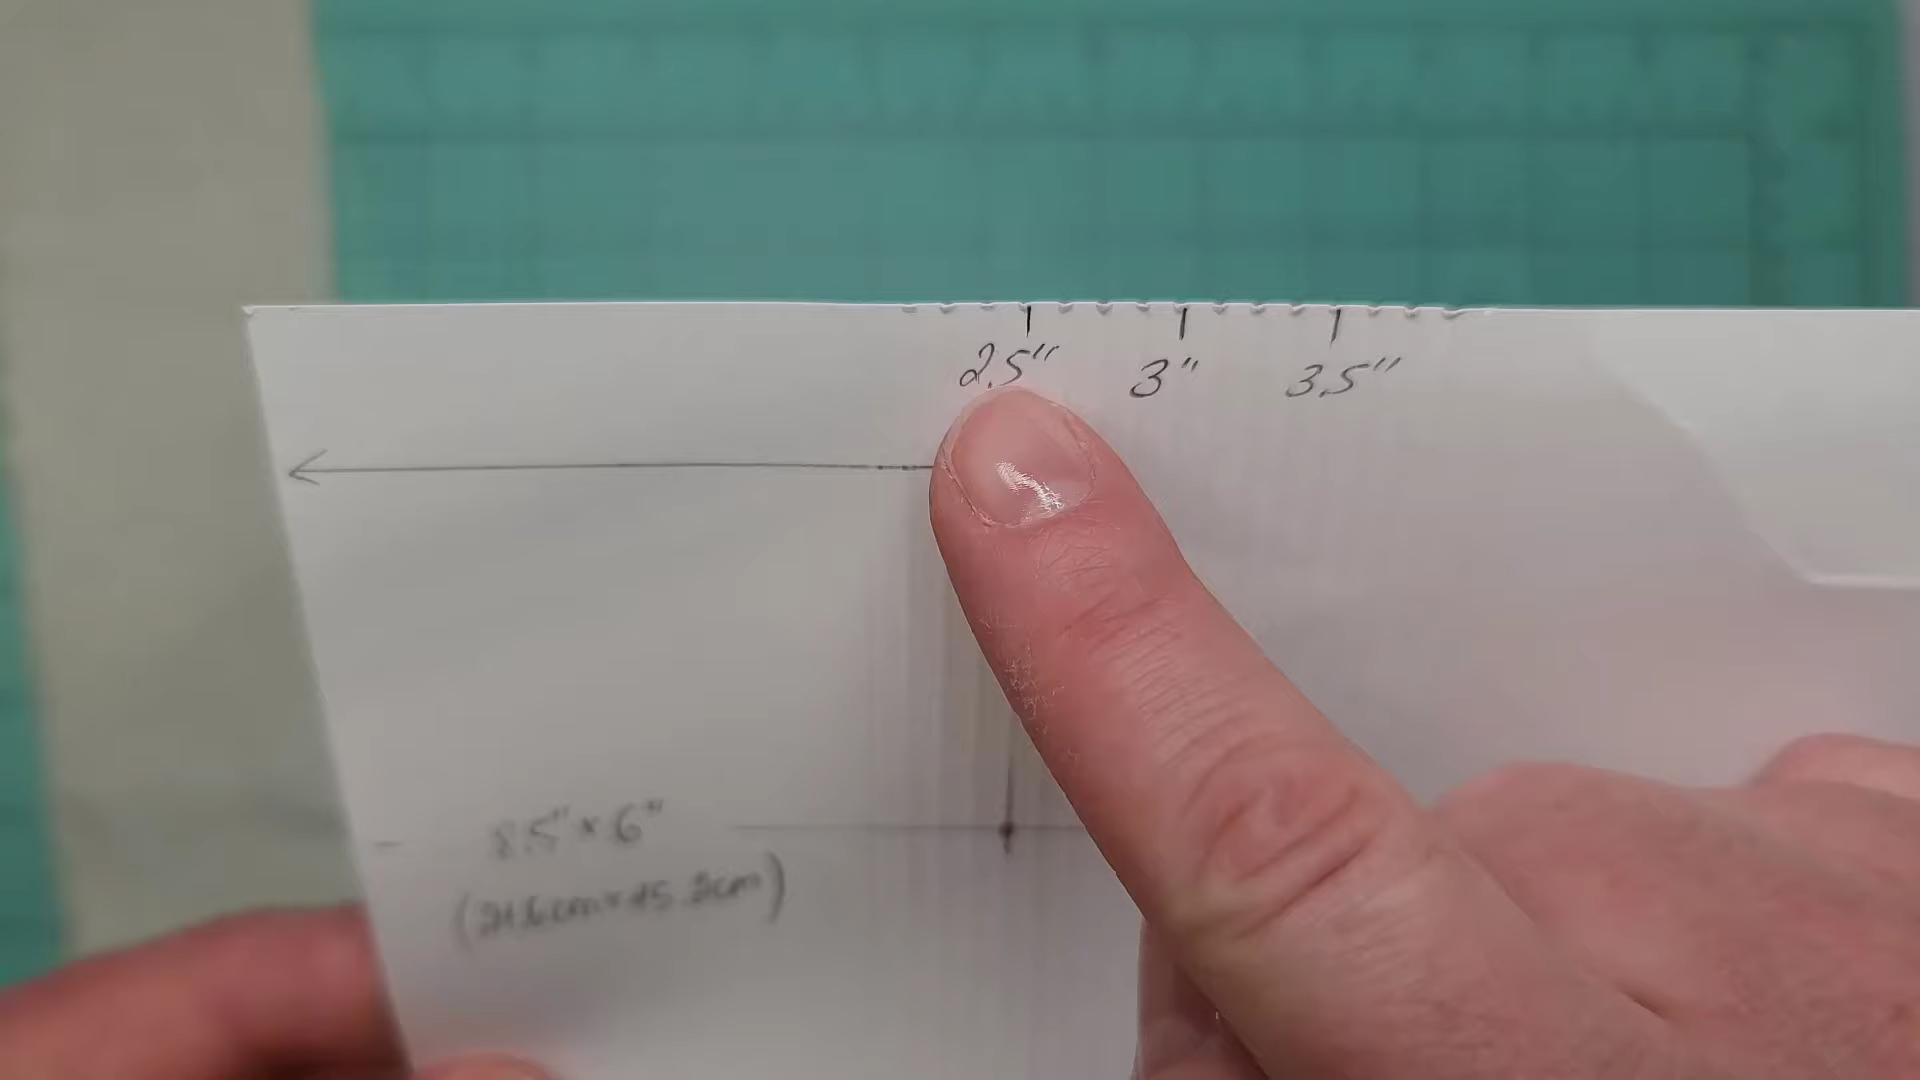 2.5" 3" 3.5"
8.5" × 6"
(21.6cm × 15.2cm)